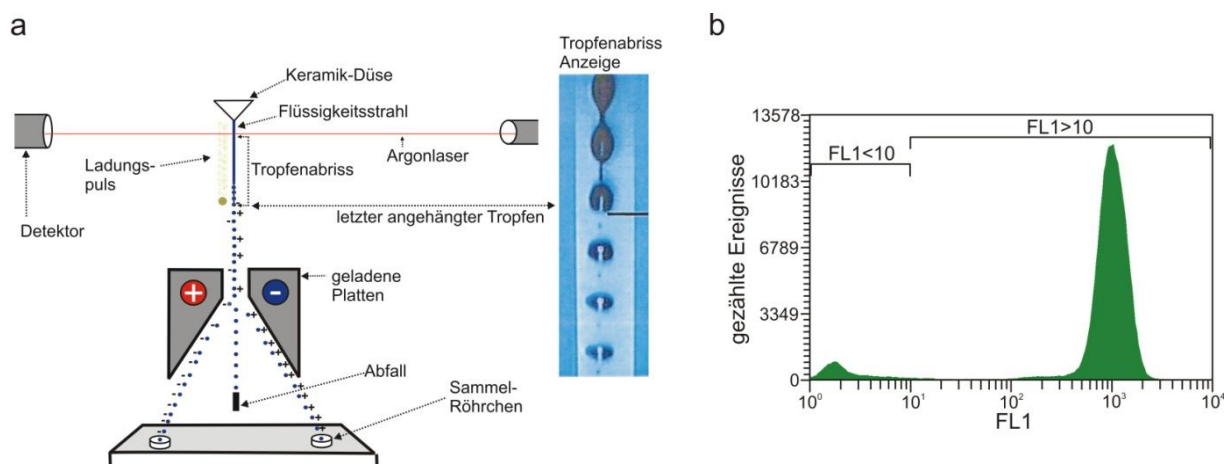 a
Keramik-Düse
Flüssigkeitsstrahl
Ladungs-
puls
Tropfenabriss
Argonlaser
Detektor
letzter angehängter Tropfen
Tropfenabriss
Anzeige
+
-
geladene
Platten
Abfall
Sammel-
Röhrchen
b
gezählte Ereignisse
13578
10183
6789
3349
0
FL1<10
FL1>10
10⁰
10¹
10²
10³
10⁴
FL1